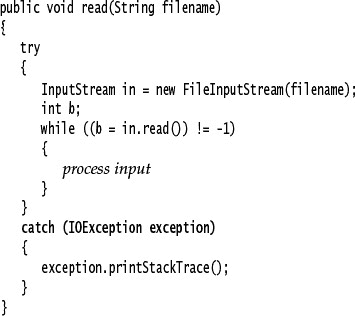 public void read(String filename)
{
try
{
InputStream in = new FileInputStream(filename);
int b;
while ((b = in.read()) != -1)
{
process input
}
}
catch (IOException exception)
{
exception.printStackTrace();
}
}